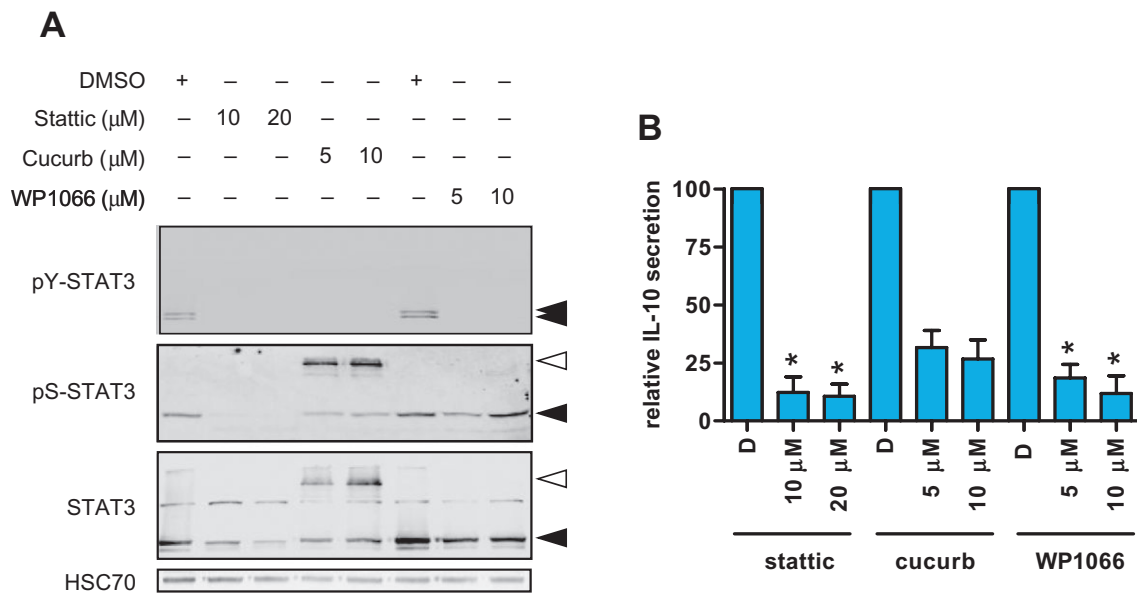 A
DMSO + – – – – + – –
Stattic (μM) – 10 20 – – – – –
Cucurb (μM) – – – 5 10 – – –
WP1066 (μM) – – – – – – 5 10
pY-STAT3
pS-STAT3
STAT3
HSC70
B
relative IL-10 secretion
100
75
50
25
0
* * * *
D 10 μM 20 μM D 5 μM 10 μM D 5 μM 10 μM
stattic cucurb WP1066